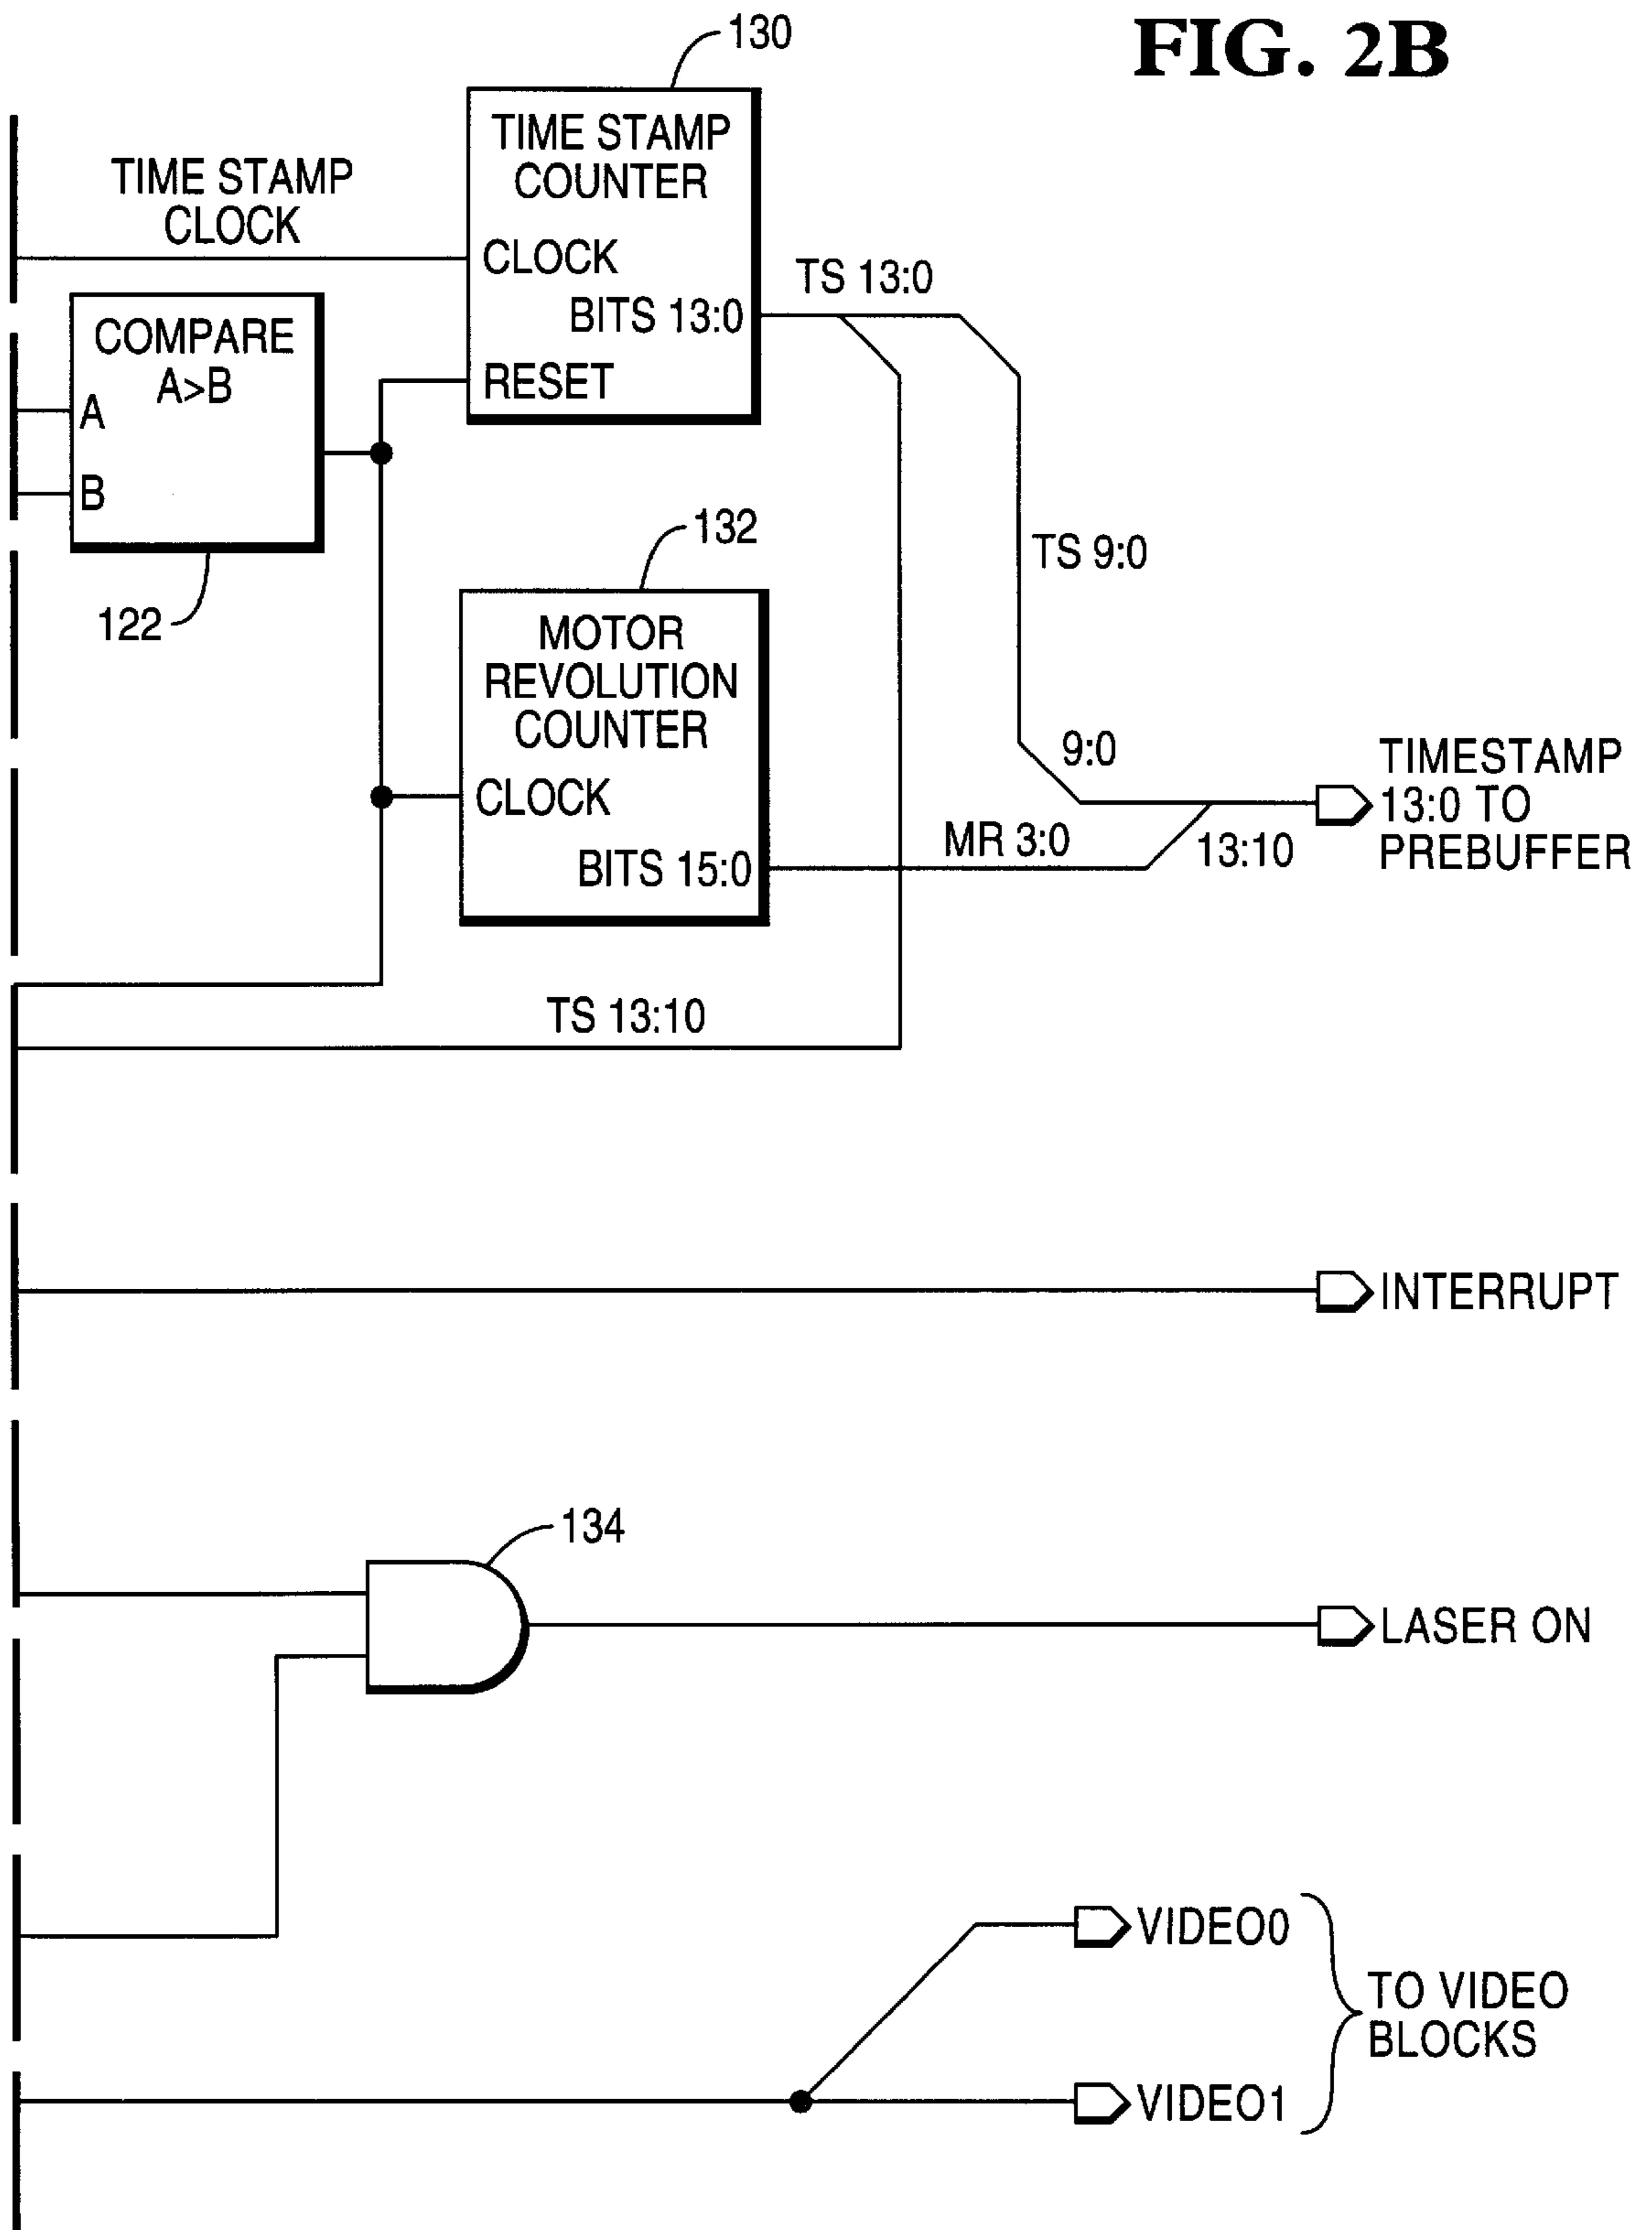 FIG. 2B
130
TIME STAMP
COUNTER
CLOCK
BITS 13:0
RESET
TIME STAMP
CLOCK
TS 13:0
COMPARE
A>B
A
B
122
132
MOTOR
REVOLUTION
COUNTER
CLOCK
BITS 15:0
TS 9:0
9:0
MR 3:0
13:10
TIMESTAMP
13:0 TO
PREBUFFER
TS 13:10
INTERRUPT
134
LASER ON
VIDEO0
VIDEO1
TO VIDEO
BLOCKS